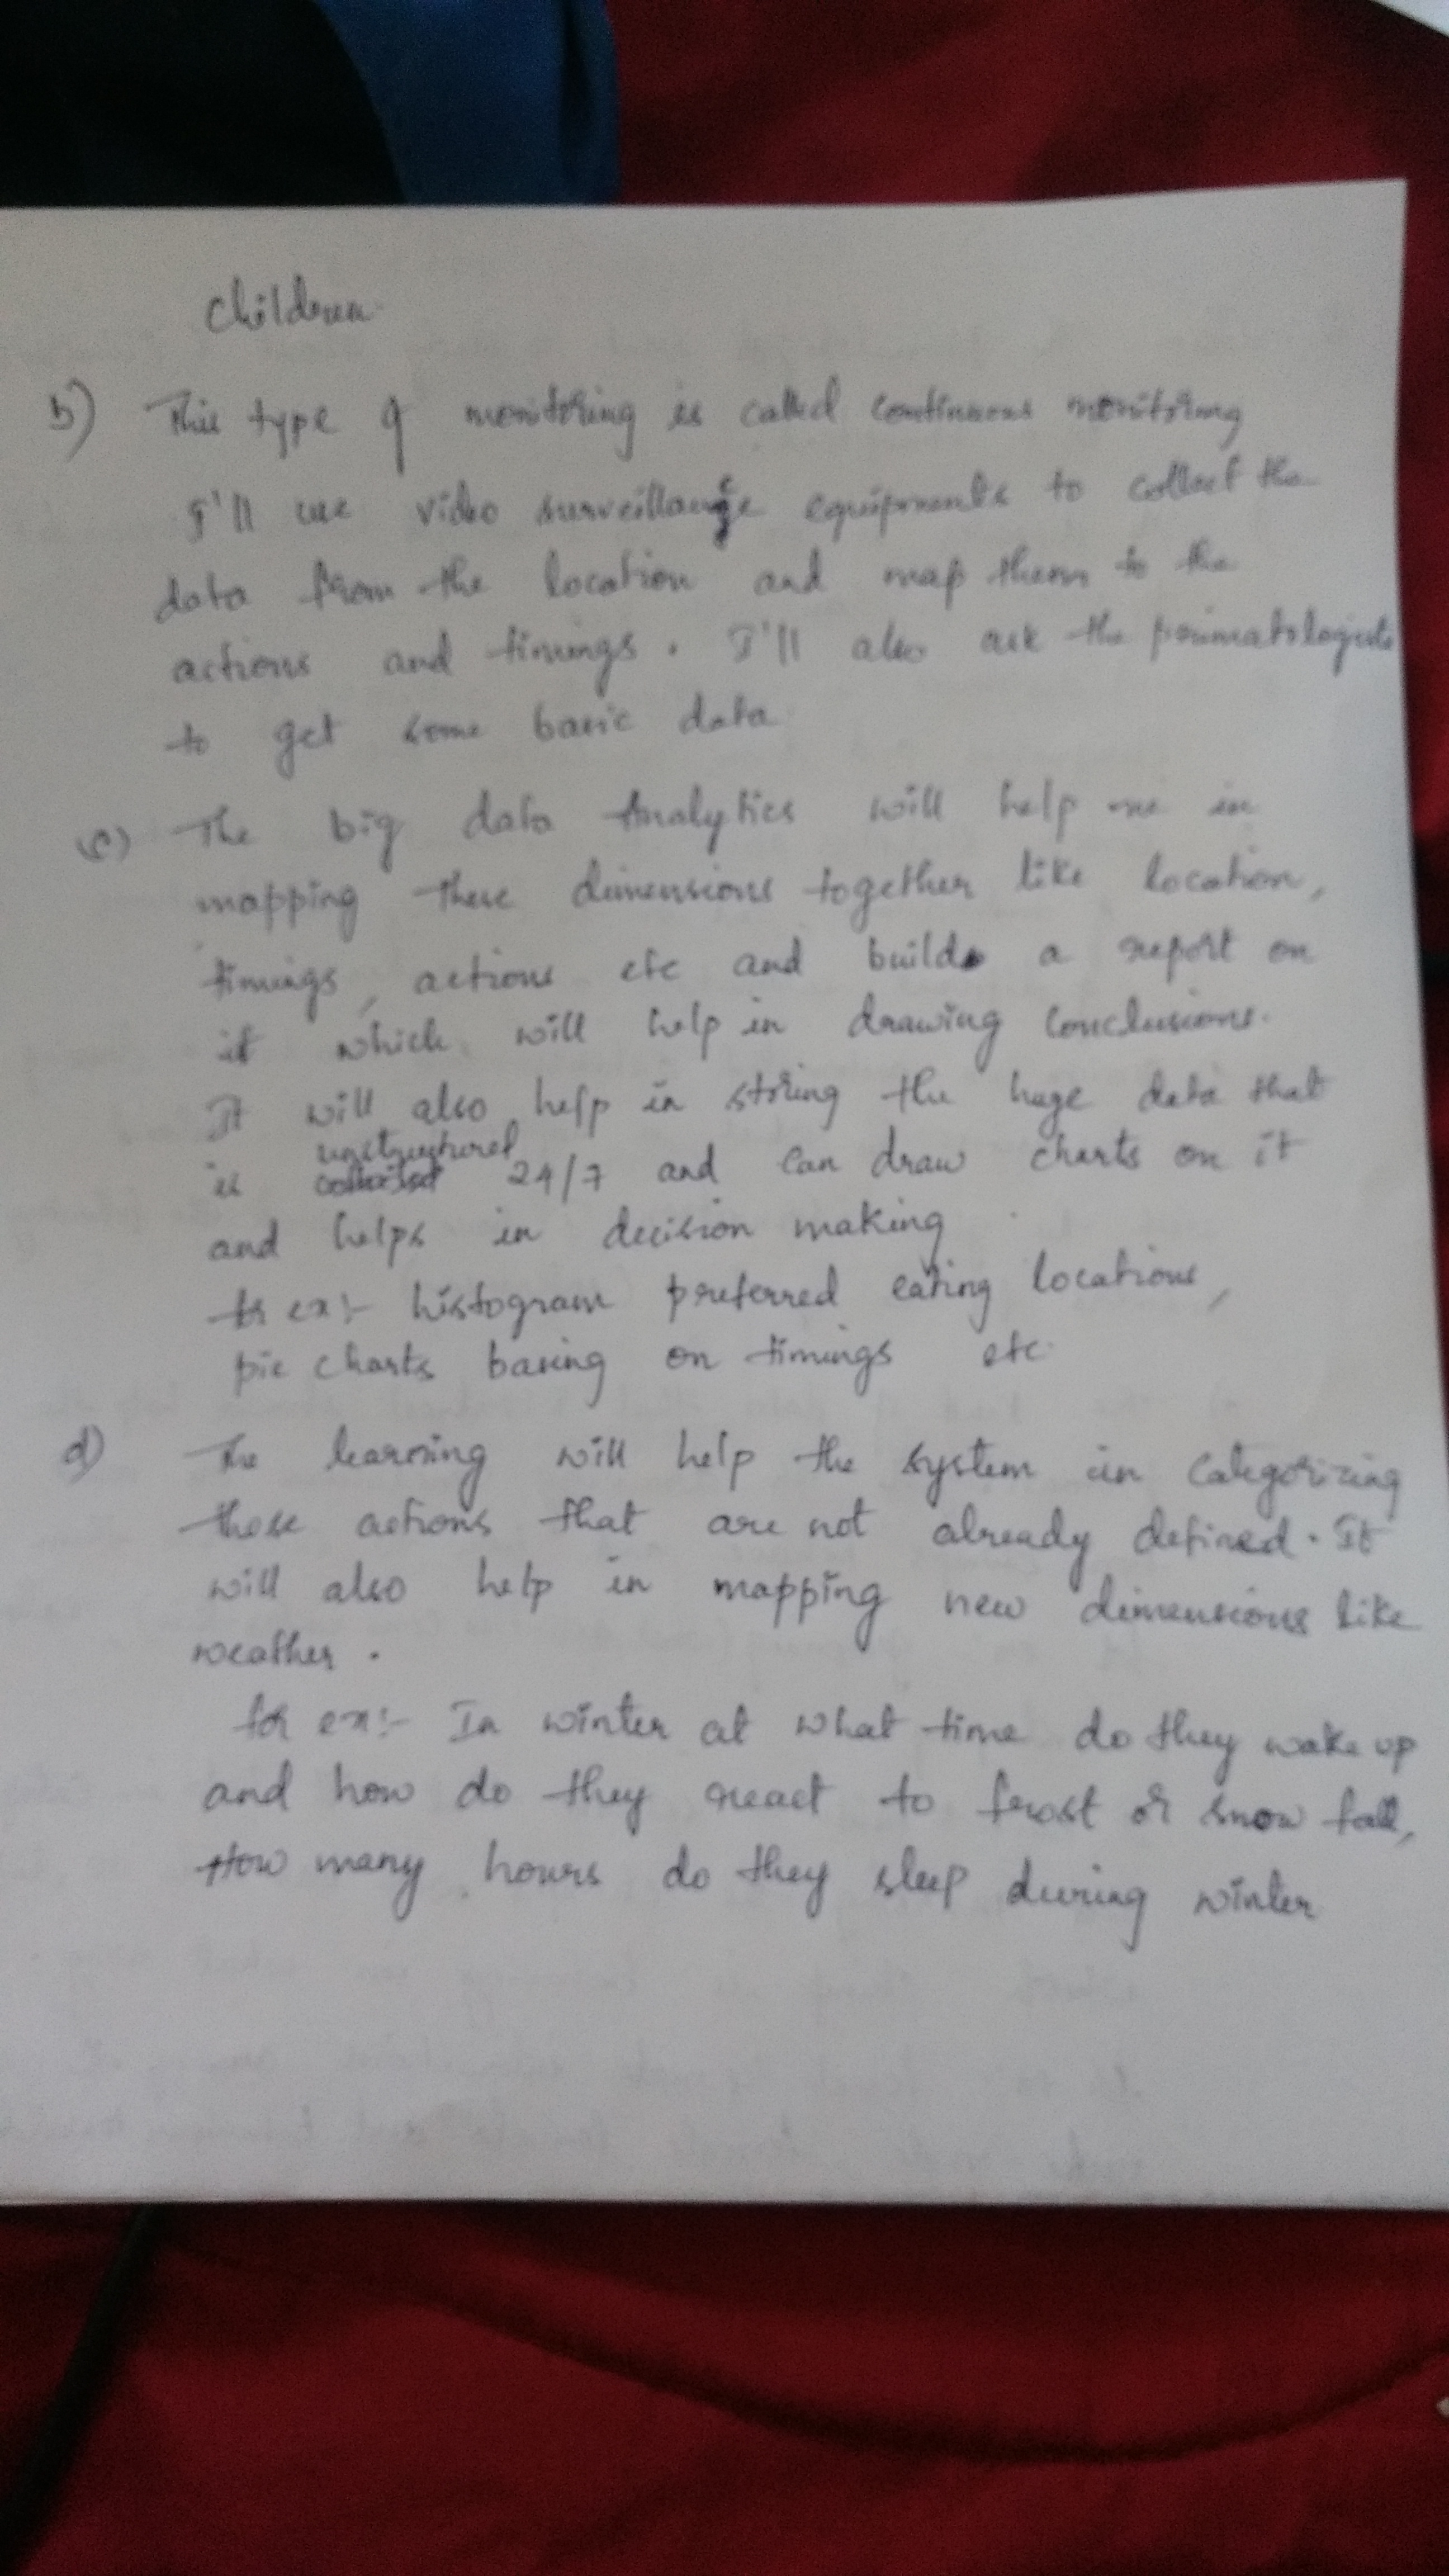 children.
b) This type of monitoring is called continuous monitoring
I'll use video surveillance equipments to collect the
data from the location and map them to the
actions and timings. I'll also ask the primatologists
to get some basic data
c) The big data Analytics will help me in
mapping these dimensions together like location,
timings, actions etc and build a report on
it which will help in drawing conclusions.
It will also help in storing the huge data that
unstructured
is collected 24/7 and can draw charts on it
and helps in decision making.
for ex:- histogram preferred eating locations,
pie charts basing on timings etc.
d) The learning will help the system in categorizing
those actions that are not already defined. It
will also help in mapping new dimensions like
weather.
for ex:- In winter at what time do they wake up
and how do they react to frost or snow fall,
How many hours do they sleep during winter